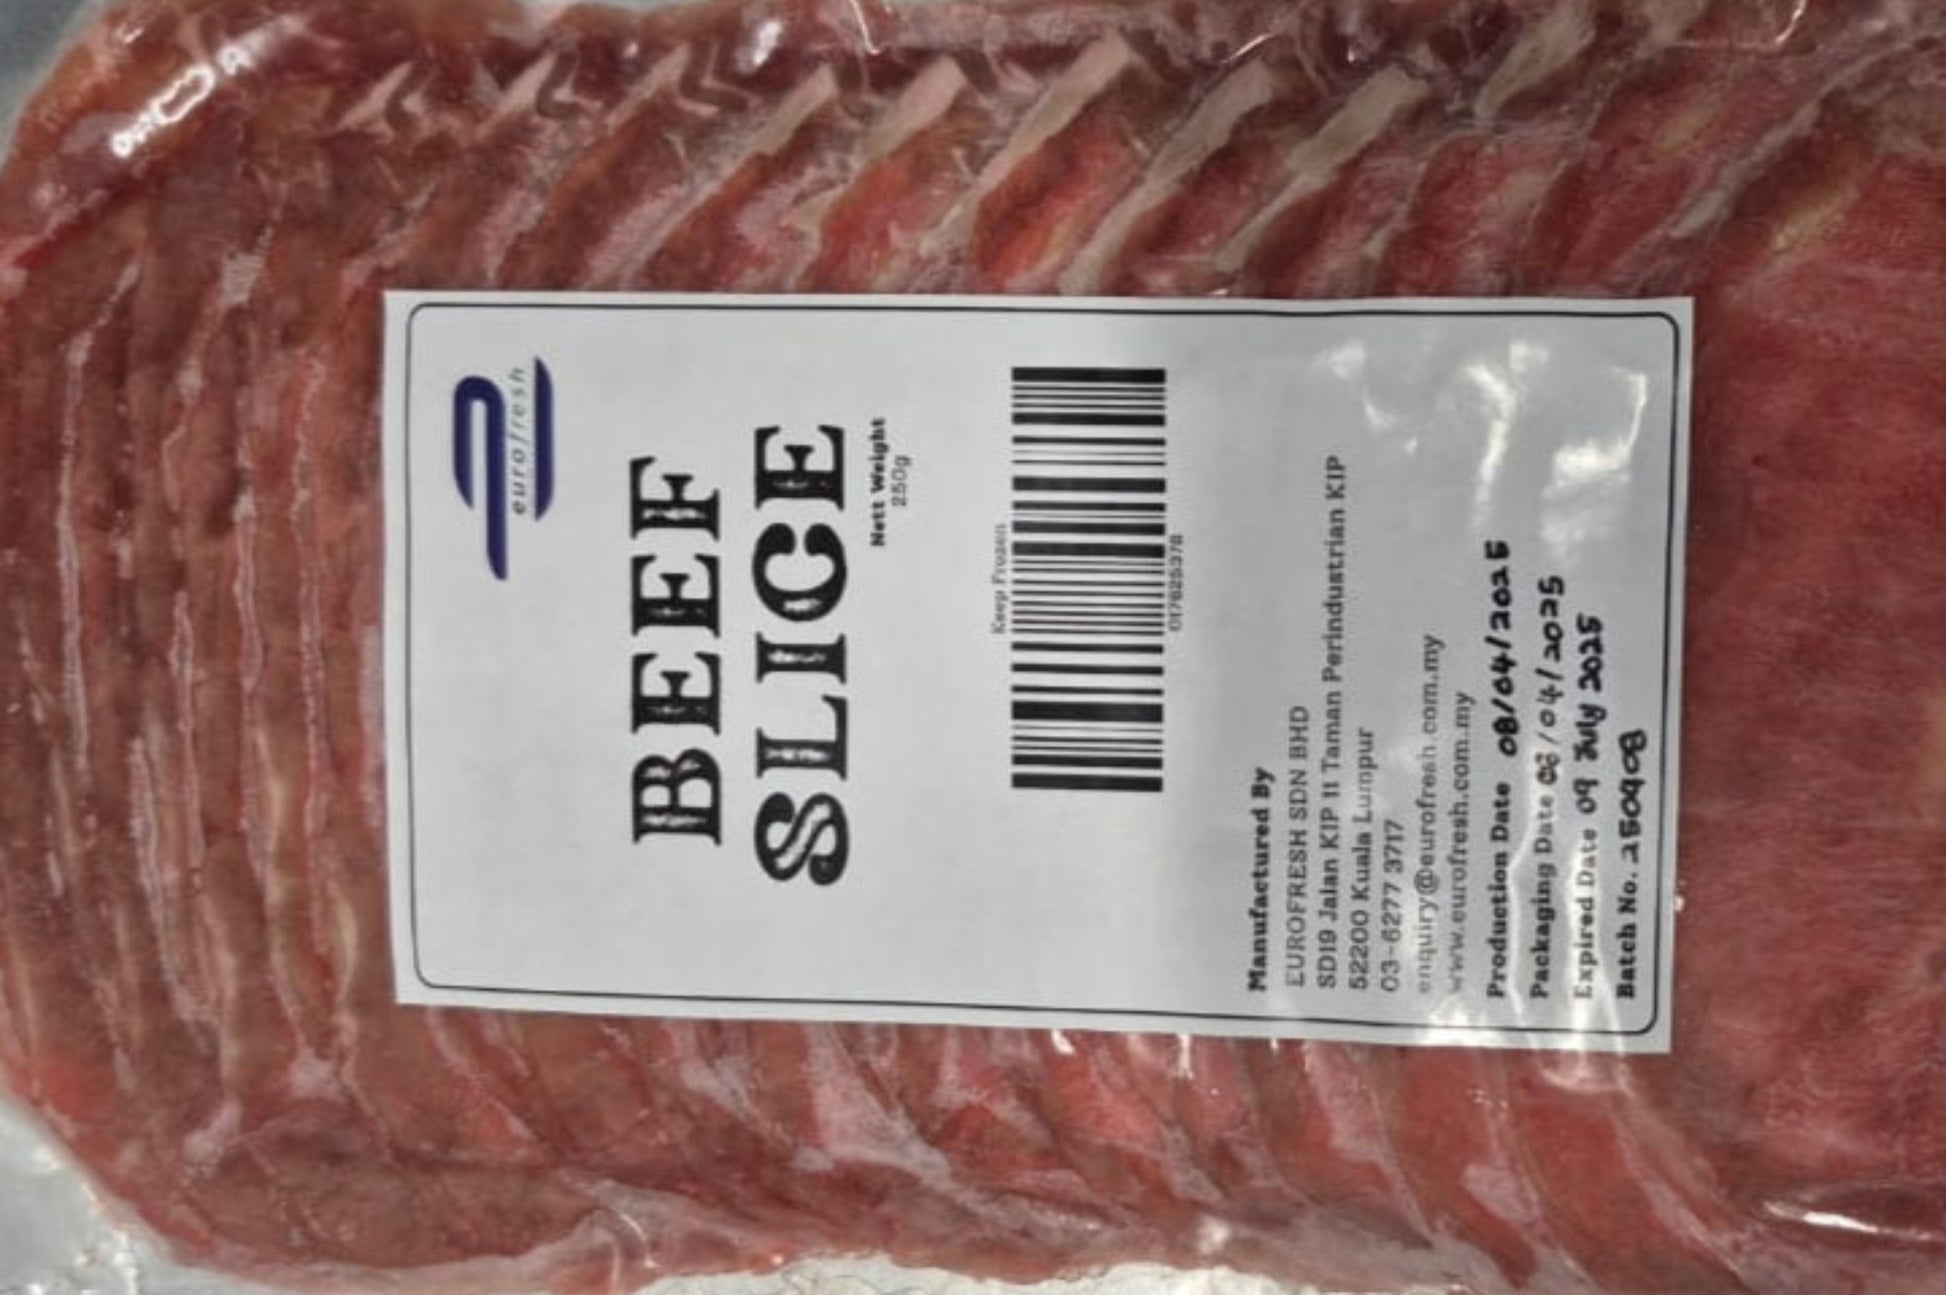 eurofresh
BEEF
SLICE
Nett Weight
250g
Keep Frozen
017625378
Manufactured By
EUROFRESH SDN BHD
SD19 Jalan KIP 11 Taman Perindustrian KIP
52200 Kuala Lumpur
03-6277 3717
enquiry@eurofresh.com.my
www.eurofresh.com.my
Production Date 08/04/2025
Packaging Date 08/04/2025
Expired Date 09 July 2025
Batch No. 250408